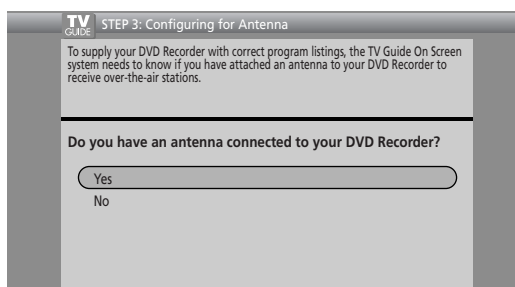 TV
GUIDE
STEP 3: Configuring for Antenna
To supply your DVD Recorder with correct program listings, the TV Guide On Screen
system needs to know if you have attached an antenna to your DVD Recorder to
receive over-the-air stations.
Do you have an antenna connected to your DVD Recorder?
Yes
No